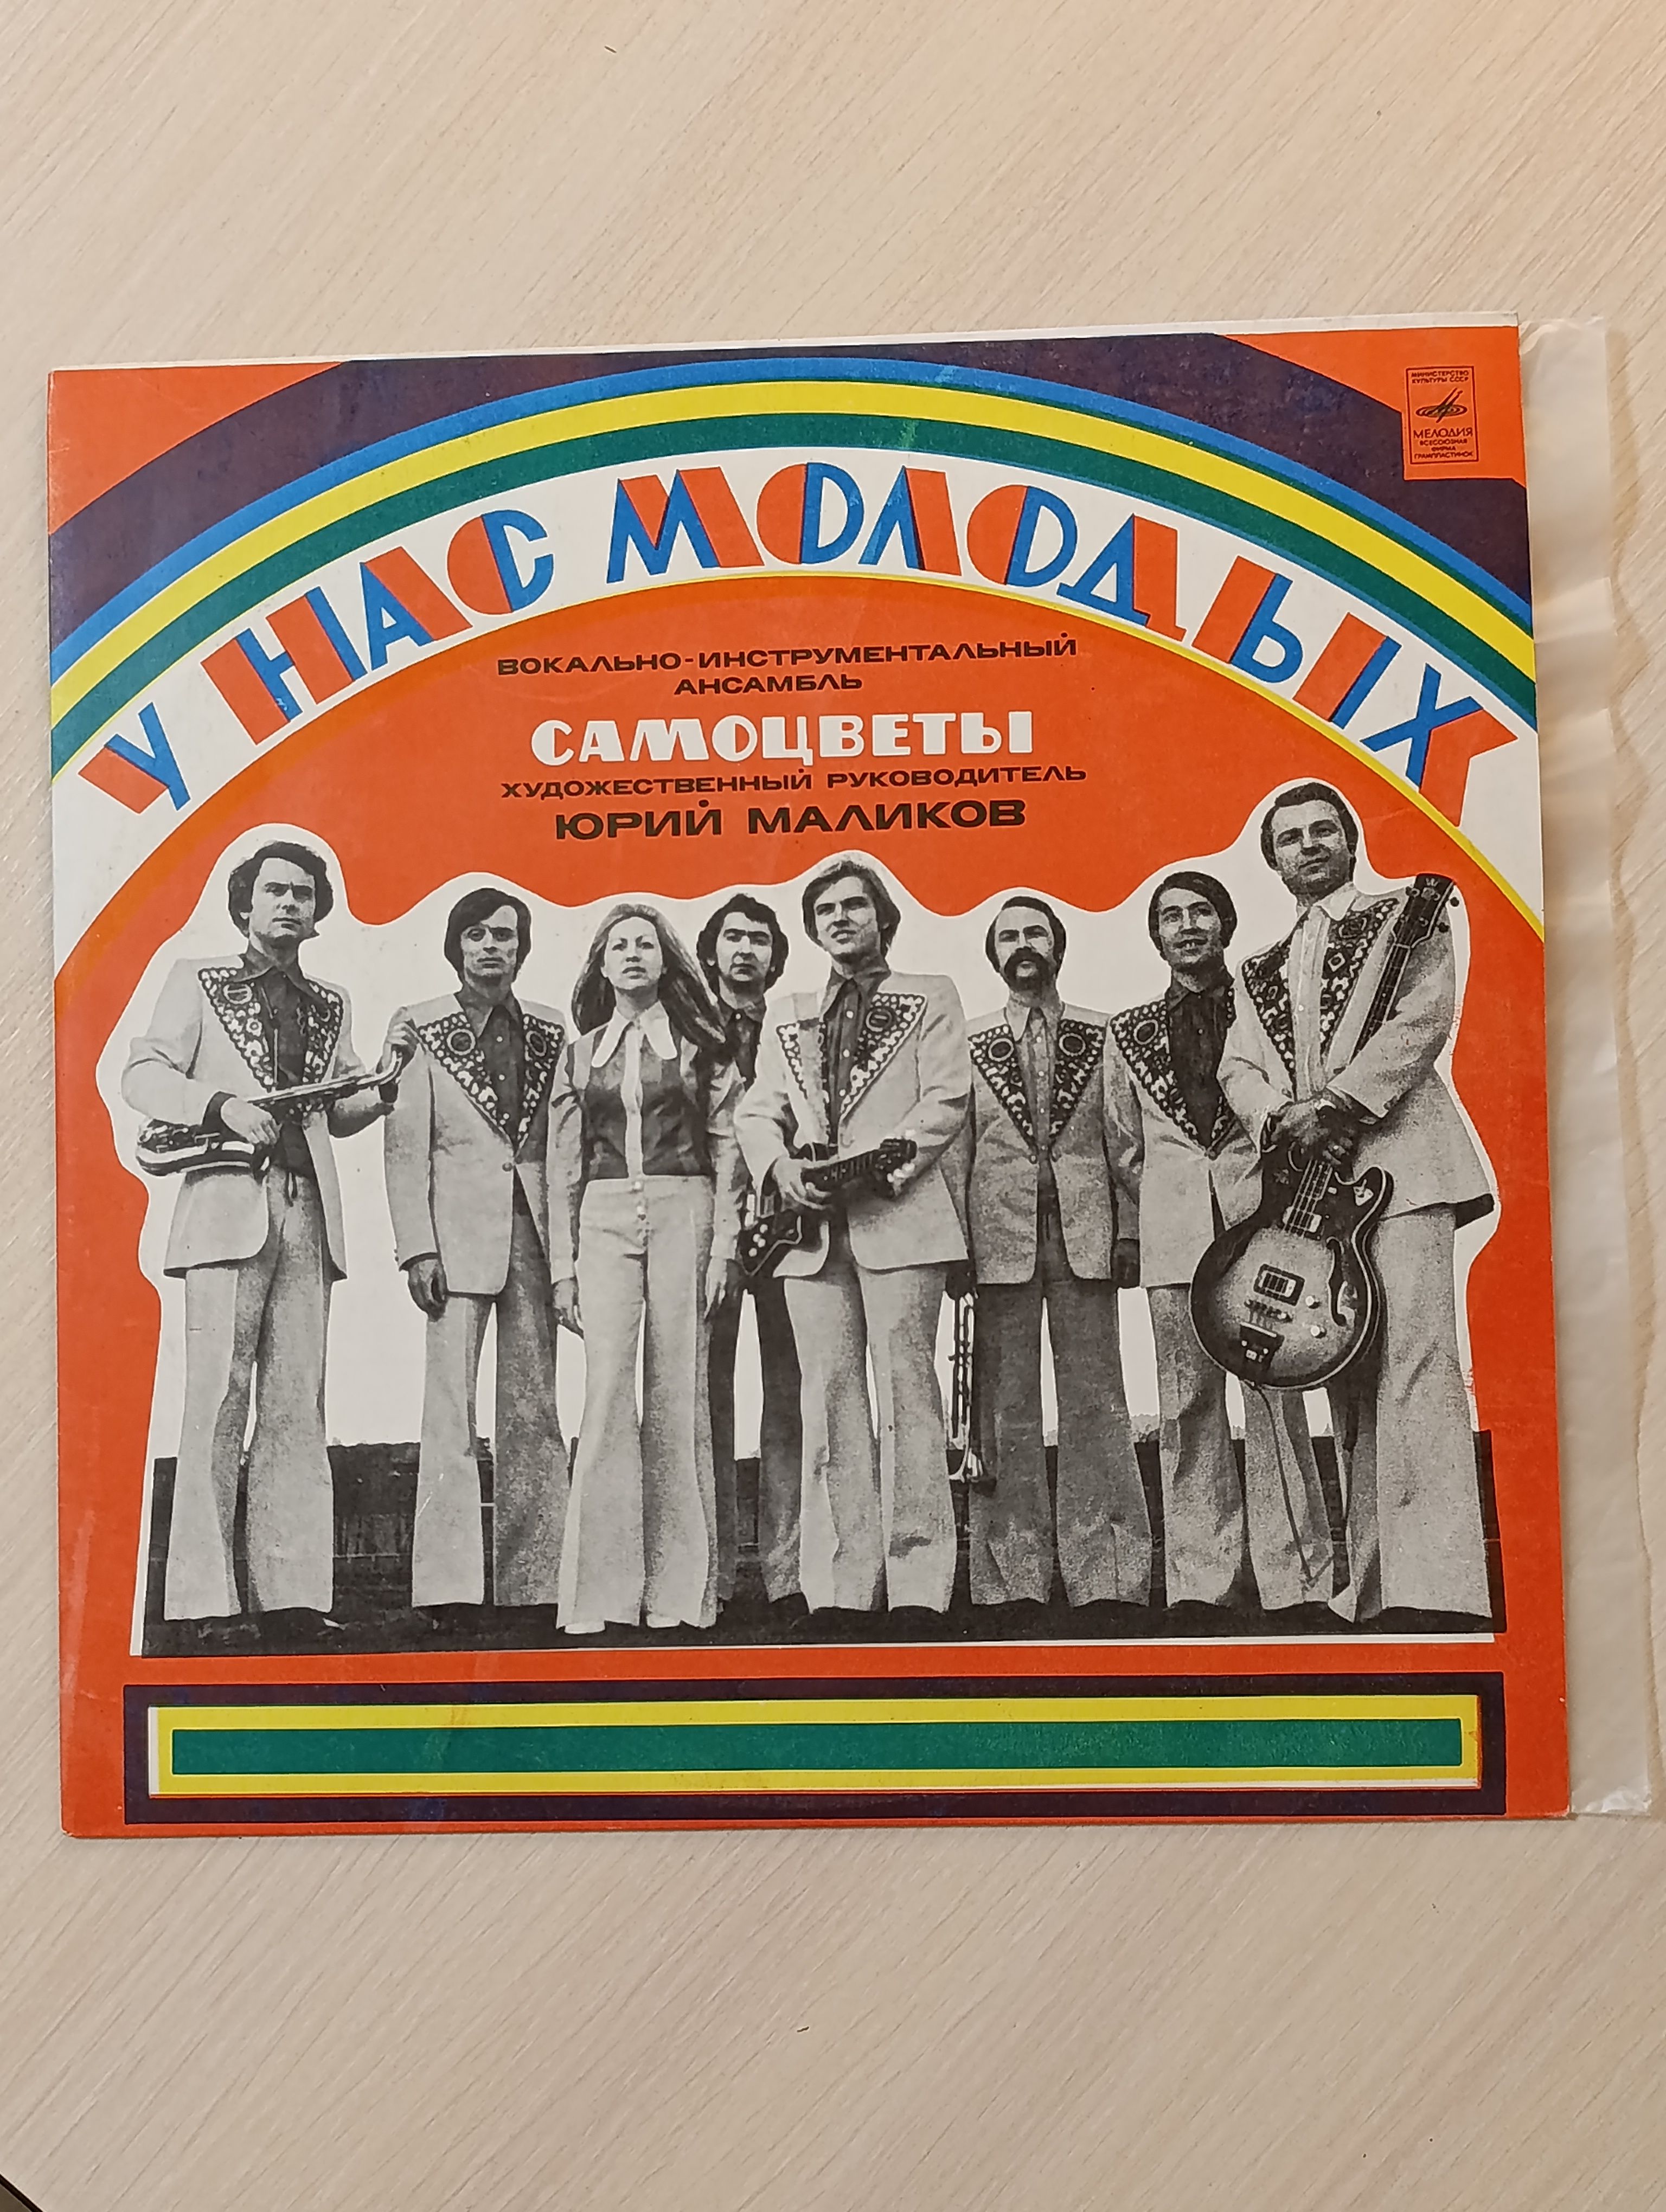 МИНИСТЕРСТВО
КУЛЬТУРЫ СССР
МЕЛОДИЯ
ВСЕСОЮЗНАЯ
ФИРМА
ГРАМПЛАСТИНОК
У НАС МОЛОДЫХ
ВОКАЛЬНО-ИНСТРУМЕНТАЛЬНЫЙ
АНСАМБЛЬ
САМОЦВЕТЫ
ХУДОЖЕСТВЕННЫЙ РУКОВОДИТЕЛЬ
ЮРИЙ МАЛИКОВ